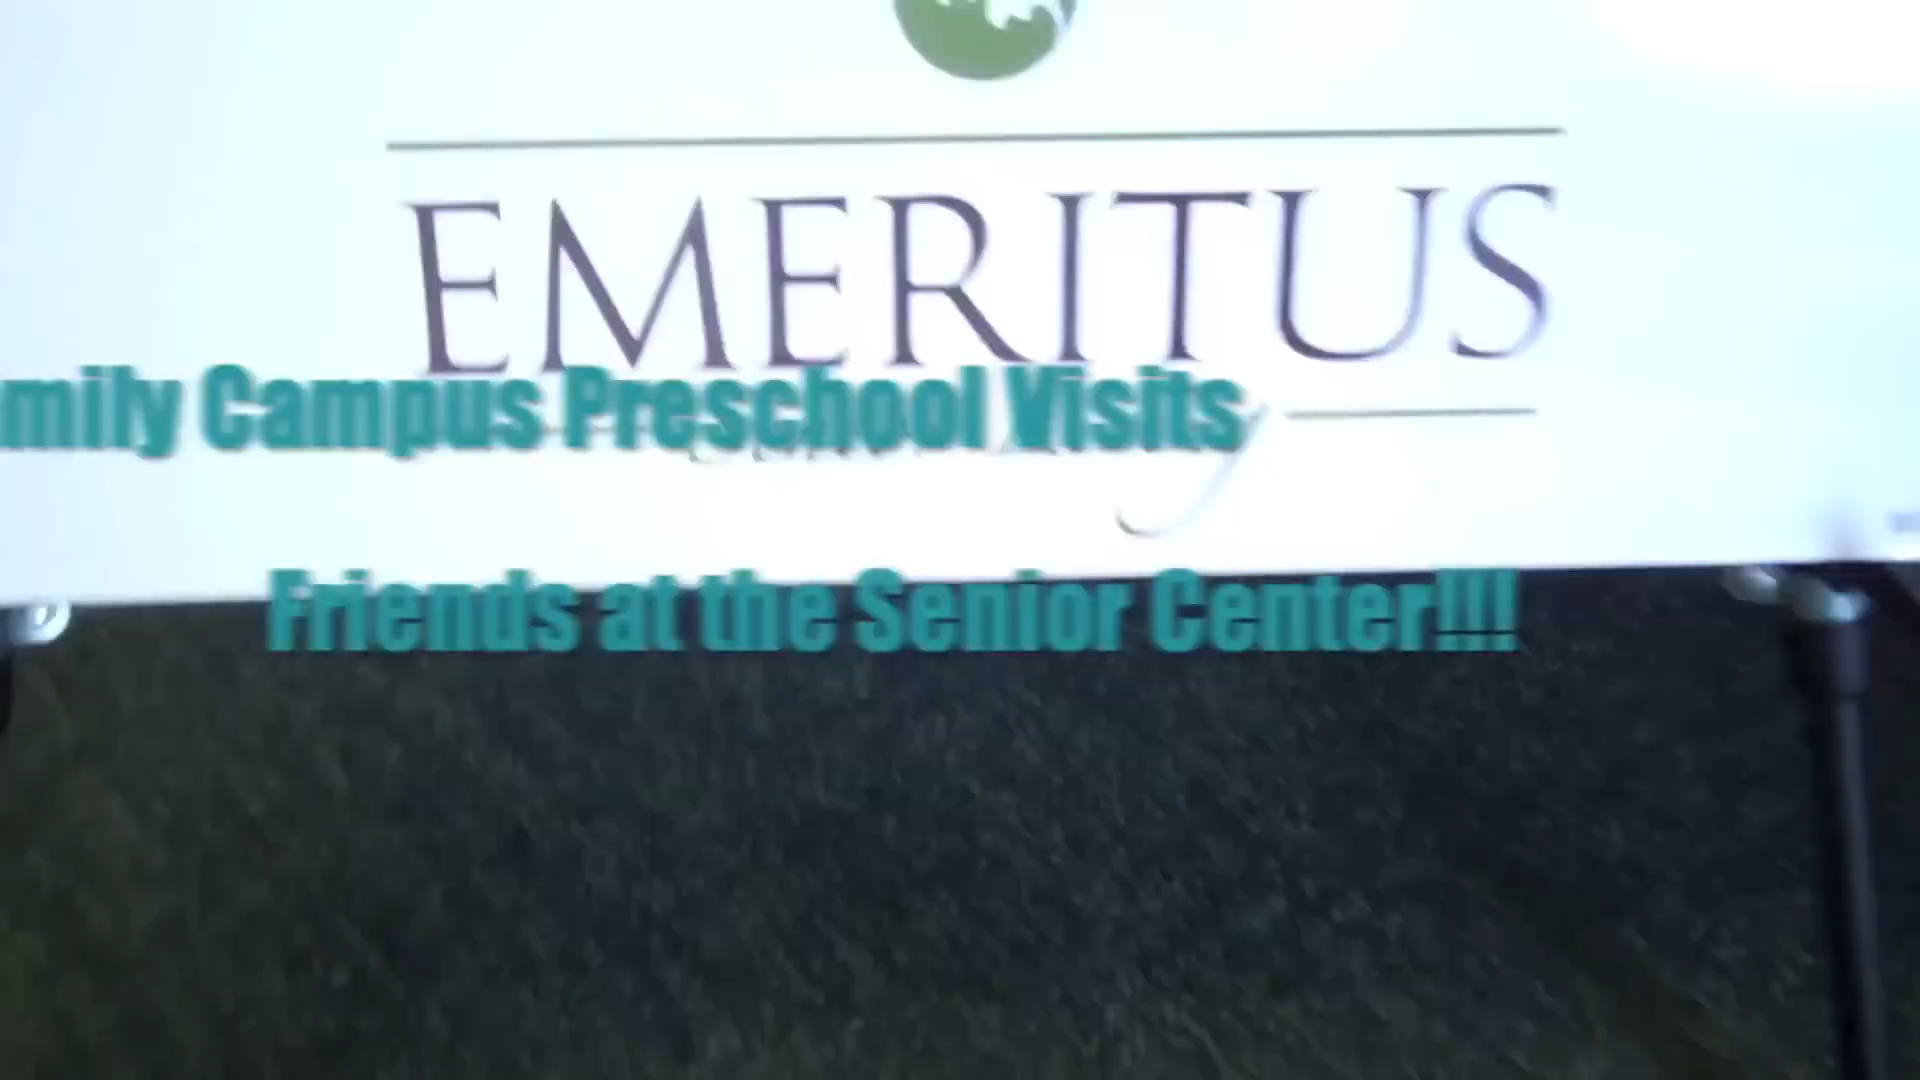 EMERITUS
mily Campus Preschool Visits
Friends at the Senior Center!!!